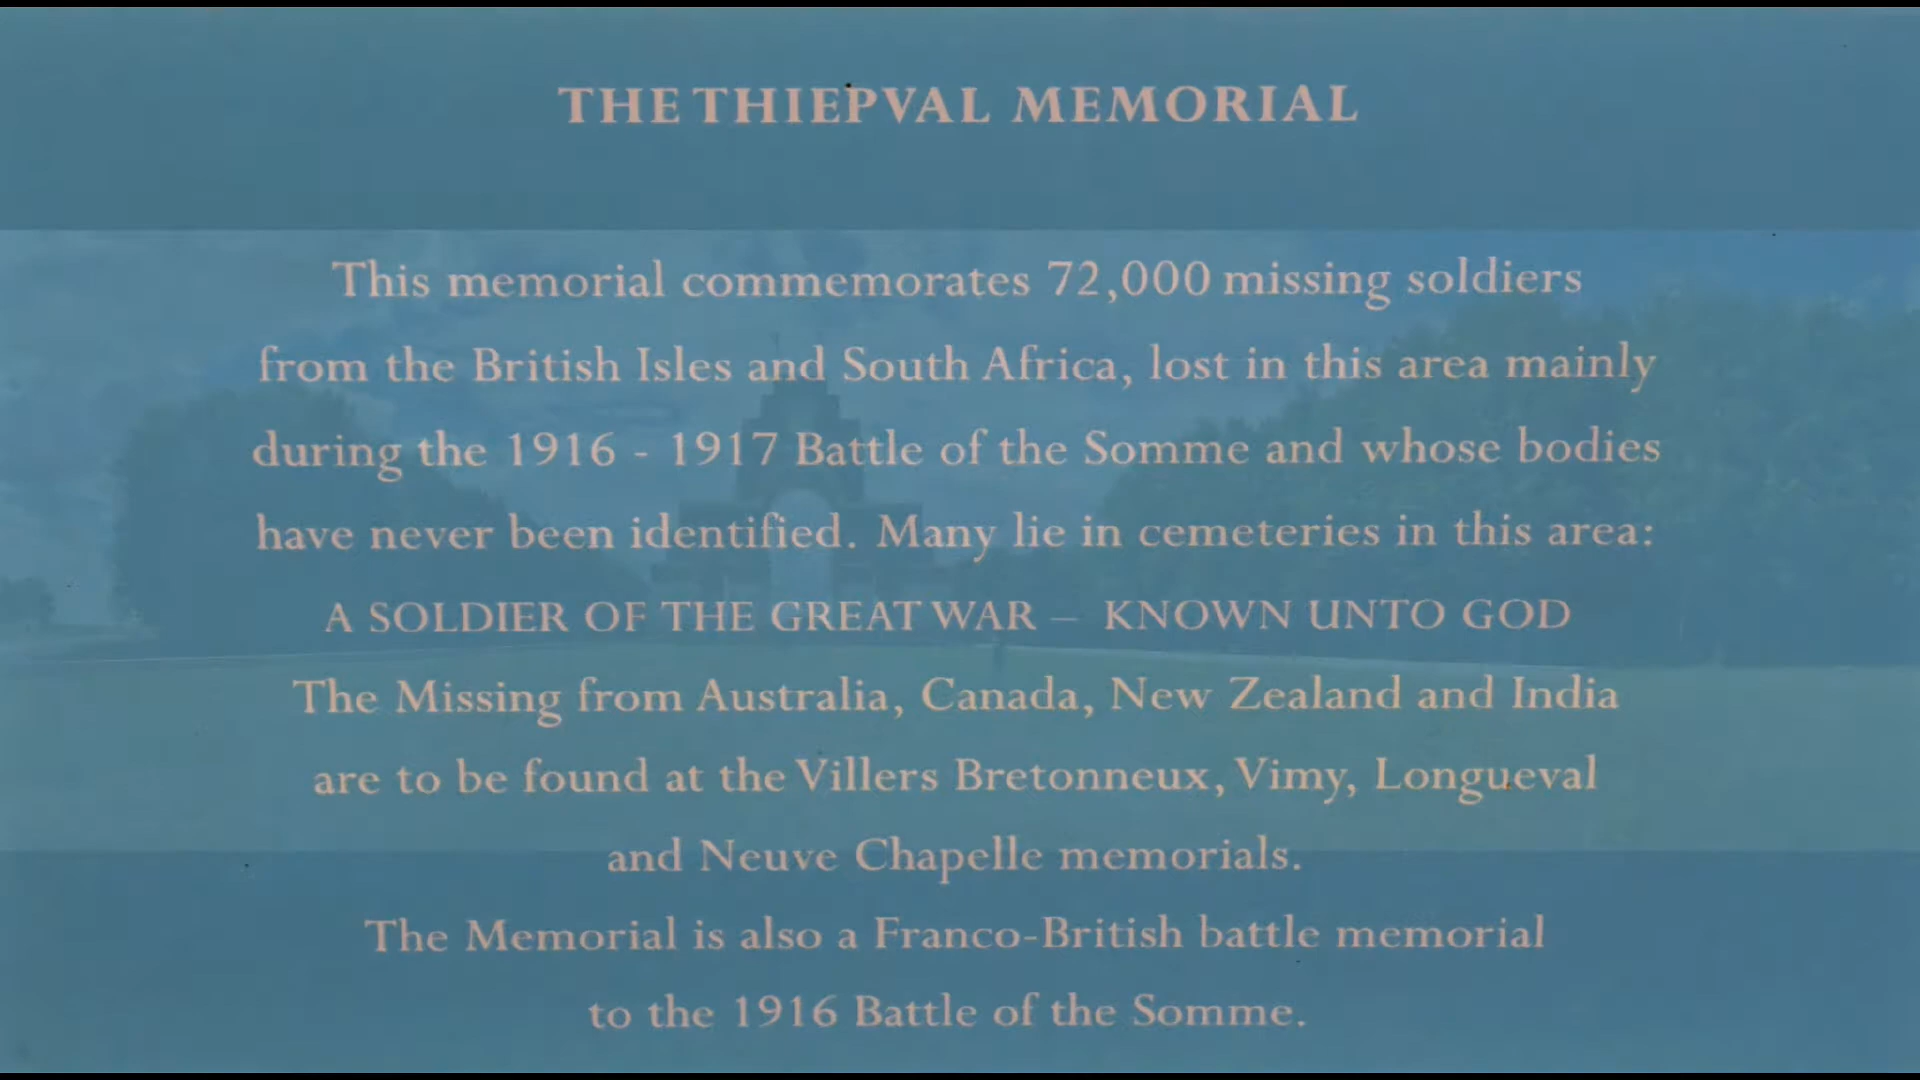 THE THIEPVAL MEMORIAL
This memorial commemorates 72,000 missing soldiers
from the British Isles and South Africa, lost in this area mainly
during the 1916 - 1917 Battle of the Somme and whose bodies
have never been identified. Many lie in cemeteries in this area:
A SOLDIER OF THE GREAT WAR – KNOWN UNTO GOD
The Missing from Australia, Canada, New Zealand and India
are to be found at the Villers Bretonneux, Vimy, Longueval
and Neuve Chapelle memorials.
The Memorial is also a Franco-British battle memorial
to the 1916 Battle of the Somme.